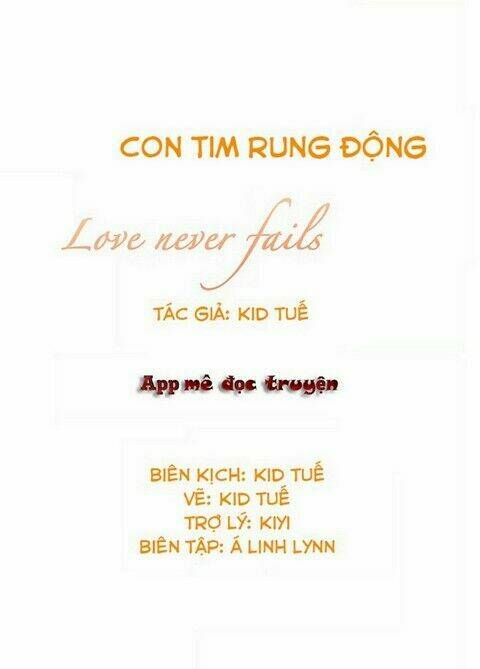 CON TIM RUNG ĐỘNG
Love never fails
TÁC GIẢ: KID TUẾ
App mê đọc truyện
BIÊN KỊCH: KID TUẾ
VẼ: KID TUẾ
TRỢ LÝ: KIYI
BIÊN TẬP: Á LINH LYNN